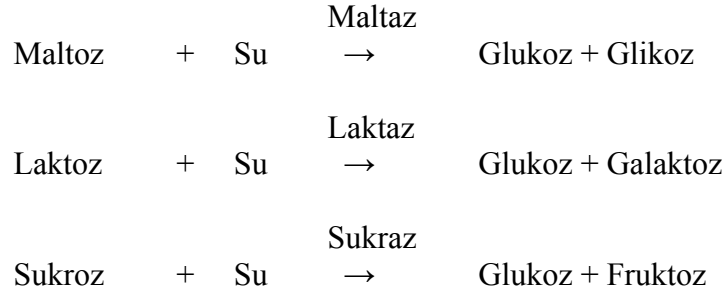 Maltaz
Maltoz + Su → Glukoz + Glikoz
Laktaz
Laktoz + Su → Glukoz + Galaktoz
Sukraz
Sukroz + Su → Glukoz + Fruktoz